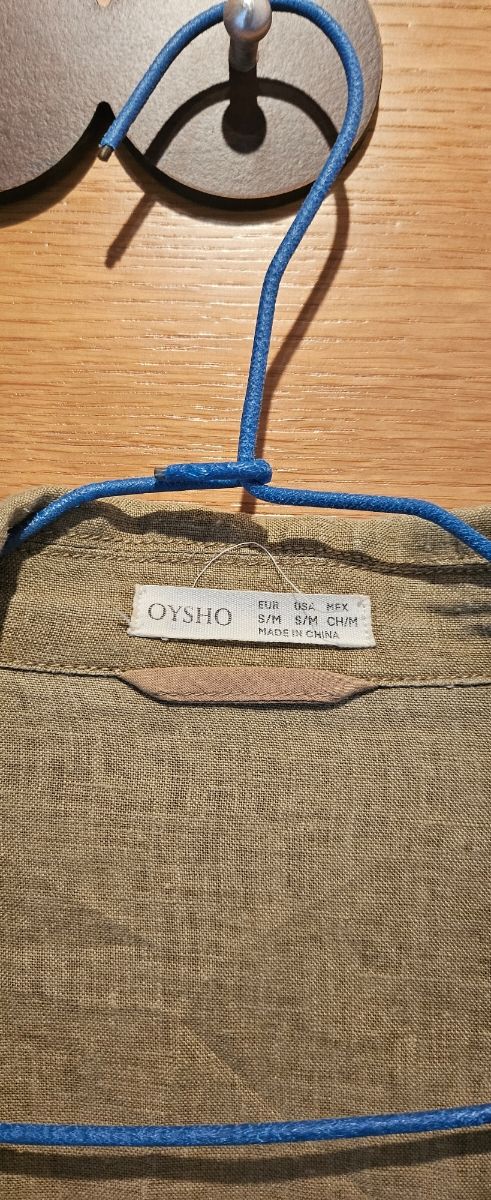 OYSHO
EUR USA MEX
S/M S/M CH/M
MADE IN CHINA